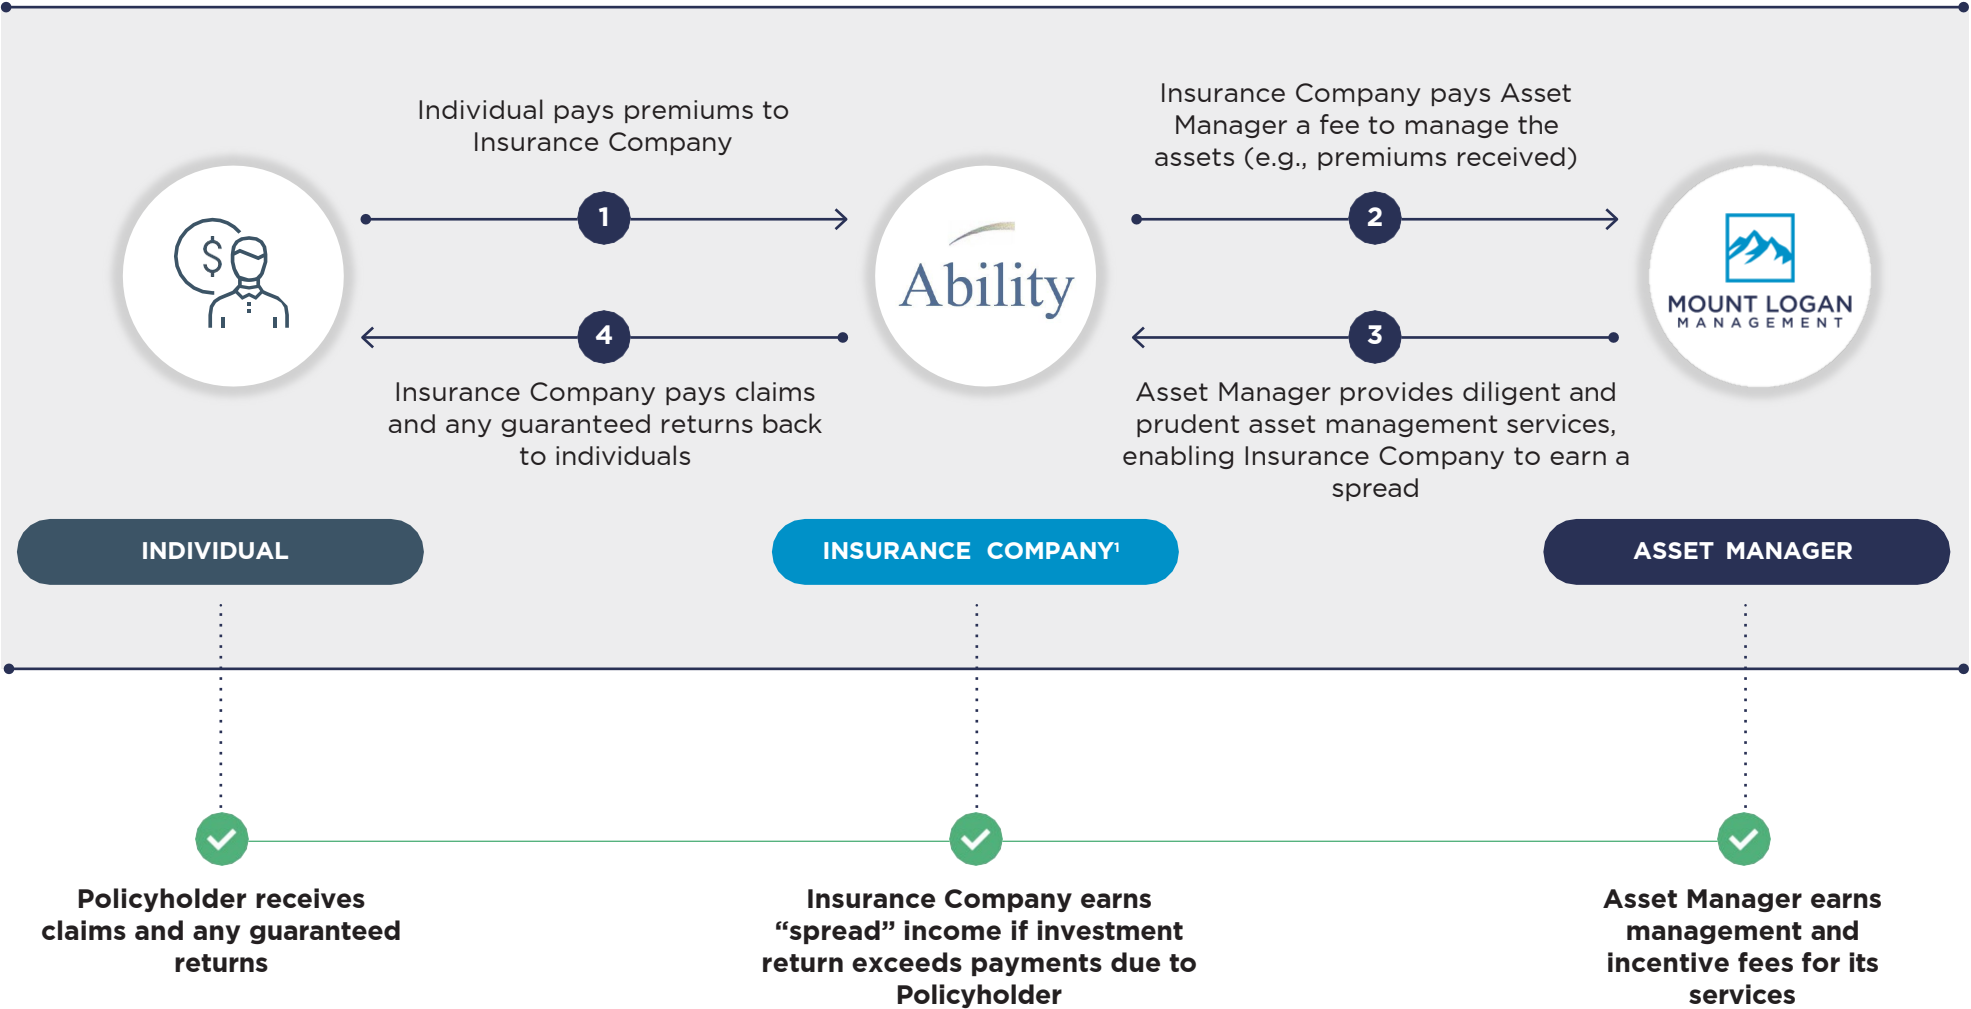 Individual pays premiums to
Insurance Company
1
Insurance Company pays Asset
Manager a fee to manage the
assets (e.g., premiums received)
2
$
Ability
MOUNT LOGAN
MANAGEMENT
4
Insurance Company pays claims
and any guaranteed returns back
to individuals
3
Asset Manager provides diligent and
prudent asset management services,
enabling Insurance Company to earn a
spread
INDIVIDUAL
INSURANCE COMPANY¹
ASSET MANAGER
Policyholder receives
claims and any guaranteed
returns
Insurance Company earns
“spread” income if investment
return exceeds payments due to
Policyholder
Asset Manager earns
management and
incentive fees for its
services